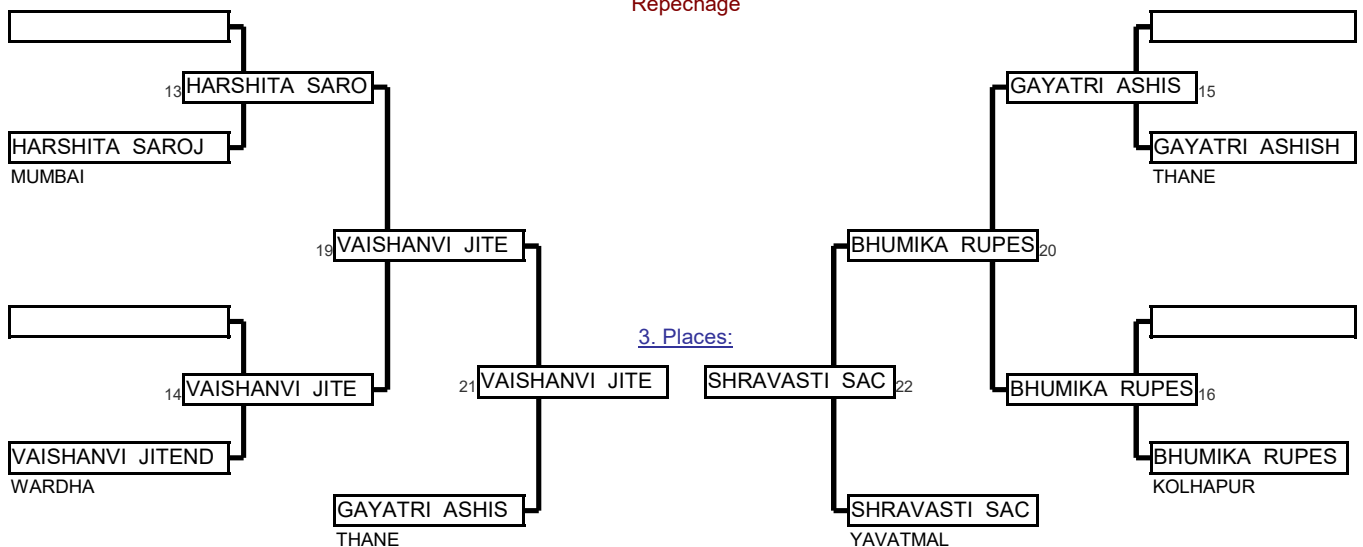 Repechage
13 HARSHITA SARO
GAYATRI ASHIS 15
HARSHITA SAROJ
MUMBAI
GAYATRI ASHISH
THANE
19 VAISHANVI JITE
BHUMIKA RUPES 20
3. Places:
14 VAISHANVI JITE
21 VAISHANVI JITE
SHRAVASTI SAC 22
BHUMIKA RUPES 16
VAISHANVI JITEND
WARDHA
BHUMIKA RUPES
KOLHAPUR
GAYATRI ASHIS
THANE
SHRAVASTI SAC
YAVATMAL